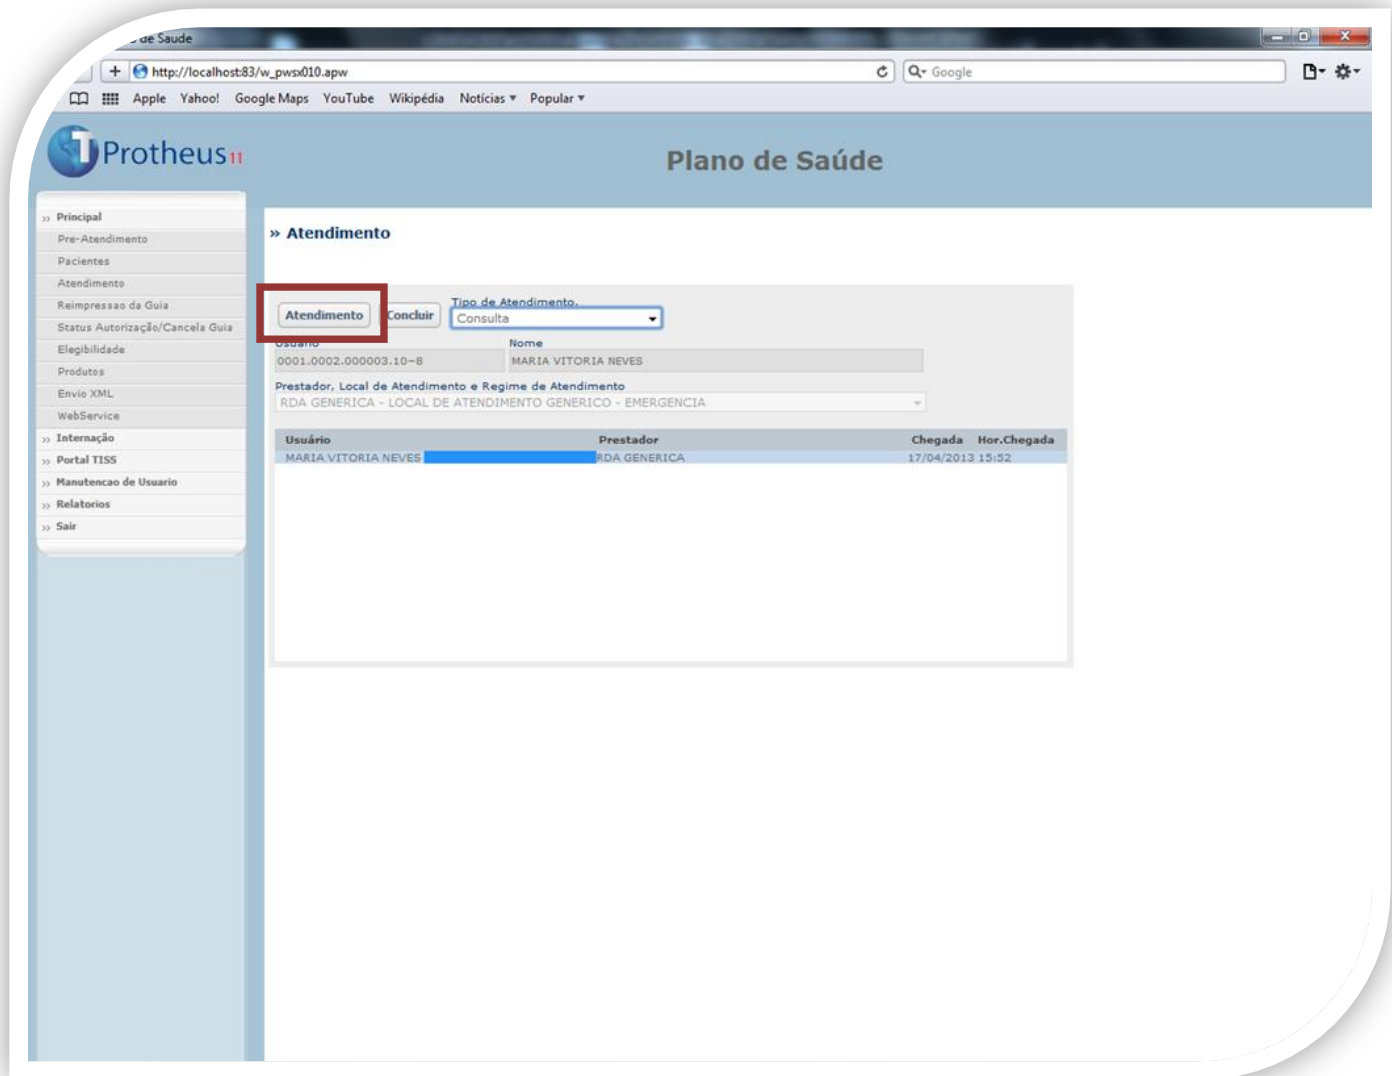 de Saude
http://localhost:83/w_pwsx010.apw
Google
Apple Yahoo! Google Maps YouTube Wikipédia Notícias Popular
Protheus 11
Plano de Saúde
Principal
Pre-Atendimento
Pacientes
Atendimento
Reimpressao da Guia
Status Autorização/Cancela Guia
Elegibilidade
Produtos
Envio XML
WebService
Internação
Portal TISS
Manutencao de Usuario
Relatorios
Sair
» Atendimento
Tipo de Atendimento.
Atendimento Concluir Consulta
Usuário Nome
0001.0002.000003.10-8 MARIA VITORIA NEVES
Prestador, Local de Atendimento e Regime de Atendimento
RDA GENERICA - LOCAL DE ATENDIMENTO GENERICO - EMERGENCIA
Usuário Prestador Chegada Hor.Chegada
MARIA VITORIA NEVES RDA GENERICA 17/04/2013 15:52